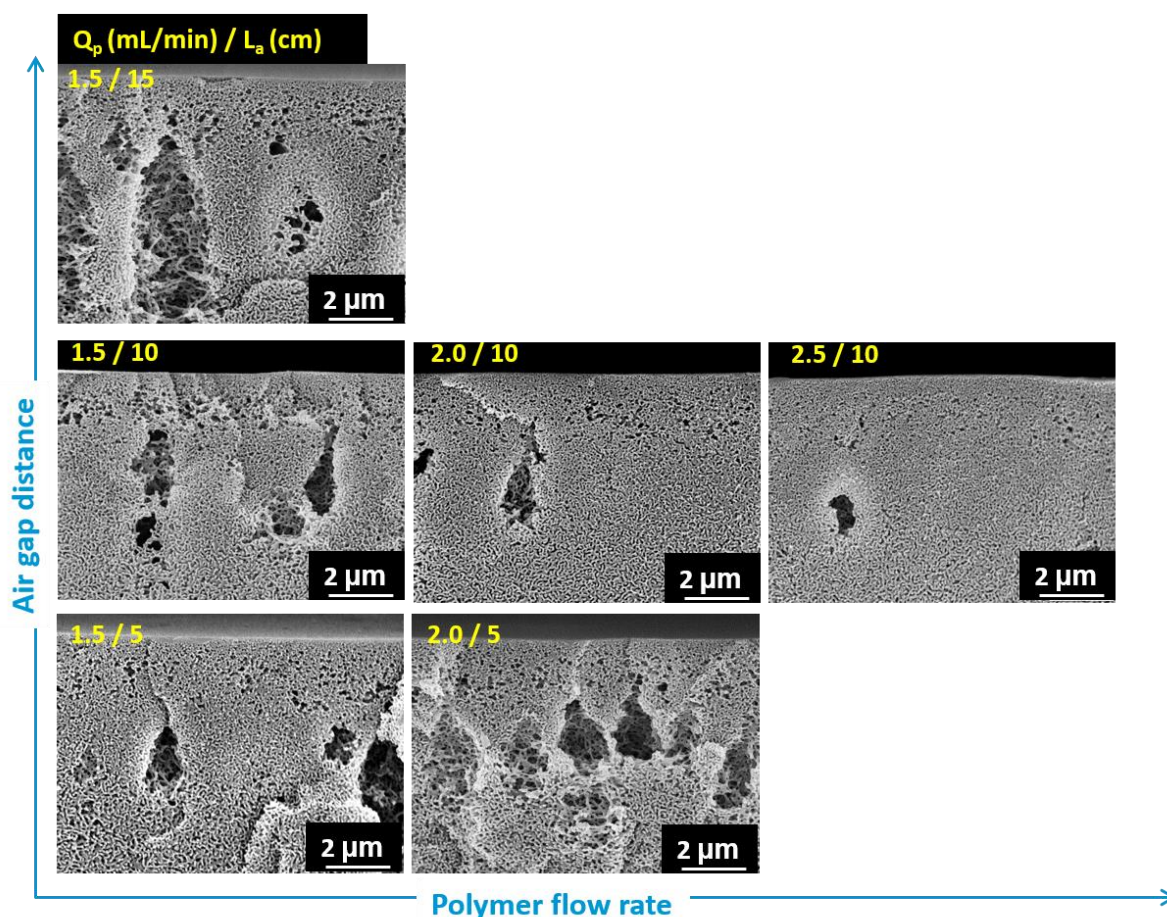 Qp (mL/min) / La (cm)
1.5 / 15
2 µm
1.5 / 10
2.0 / 10
2.5 / 10
2 µm
2 µm
2 µm
1.5 / 5
2.0 / 5
2 µm
2 µm
Air gap distance
Polymer flow rate